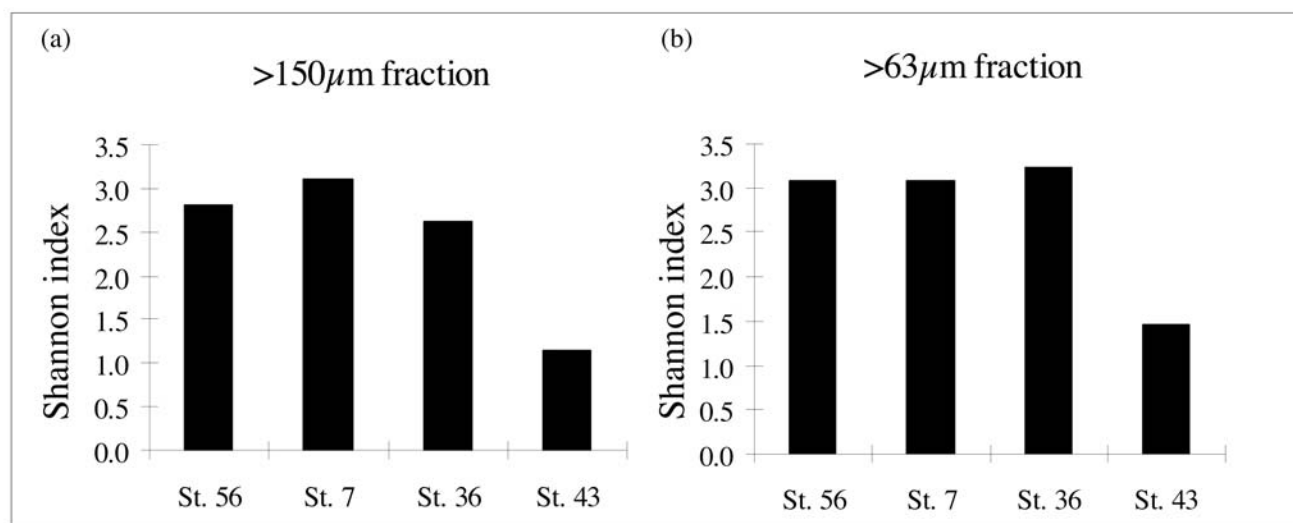 (a)
>150µm fraction
Shannon index
3.5
3.0
2.5
2.0
1.5
1.0
0.5
0.0
St. 56 St. 7 St. 36 St. 43
(b)
>63µm fraction
Shannon index
3.5
3.0
2.5
2.0
1.5
1.0
0.5
0.0
St. 56 St. 7 St. 36 St. 43